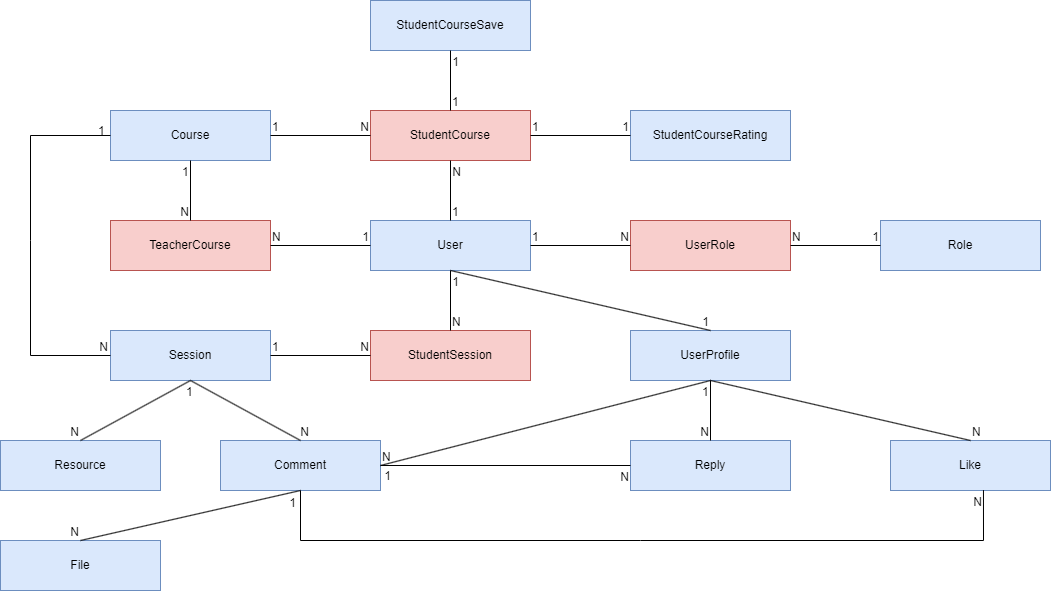 StudentCourseSave
1
1
1 Course 1 N StudentCourse 1 1 StudentCourseRating
1 N
N 1
TeacherCourse N 1 User 1 N UserRole N 1 Role
1
N 1
N Session 1 N StudentSession UserProfile
1 1
N N N N
Resource Comment N 1 N Reply Like
1 N
N
File